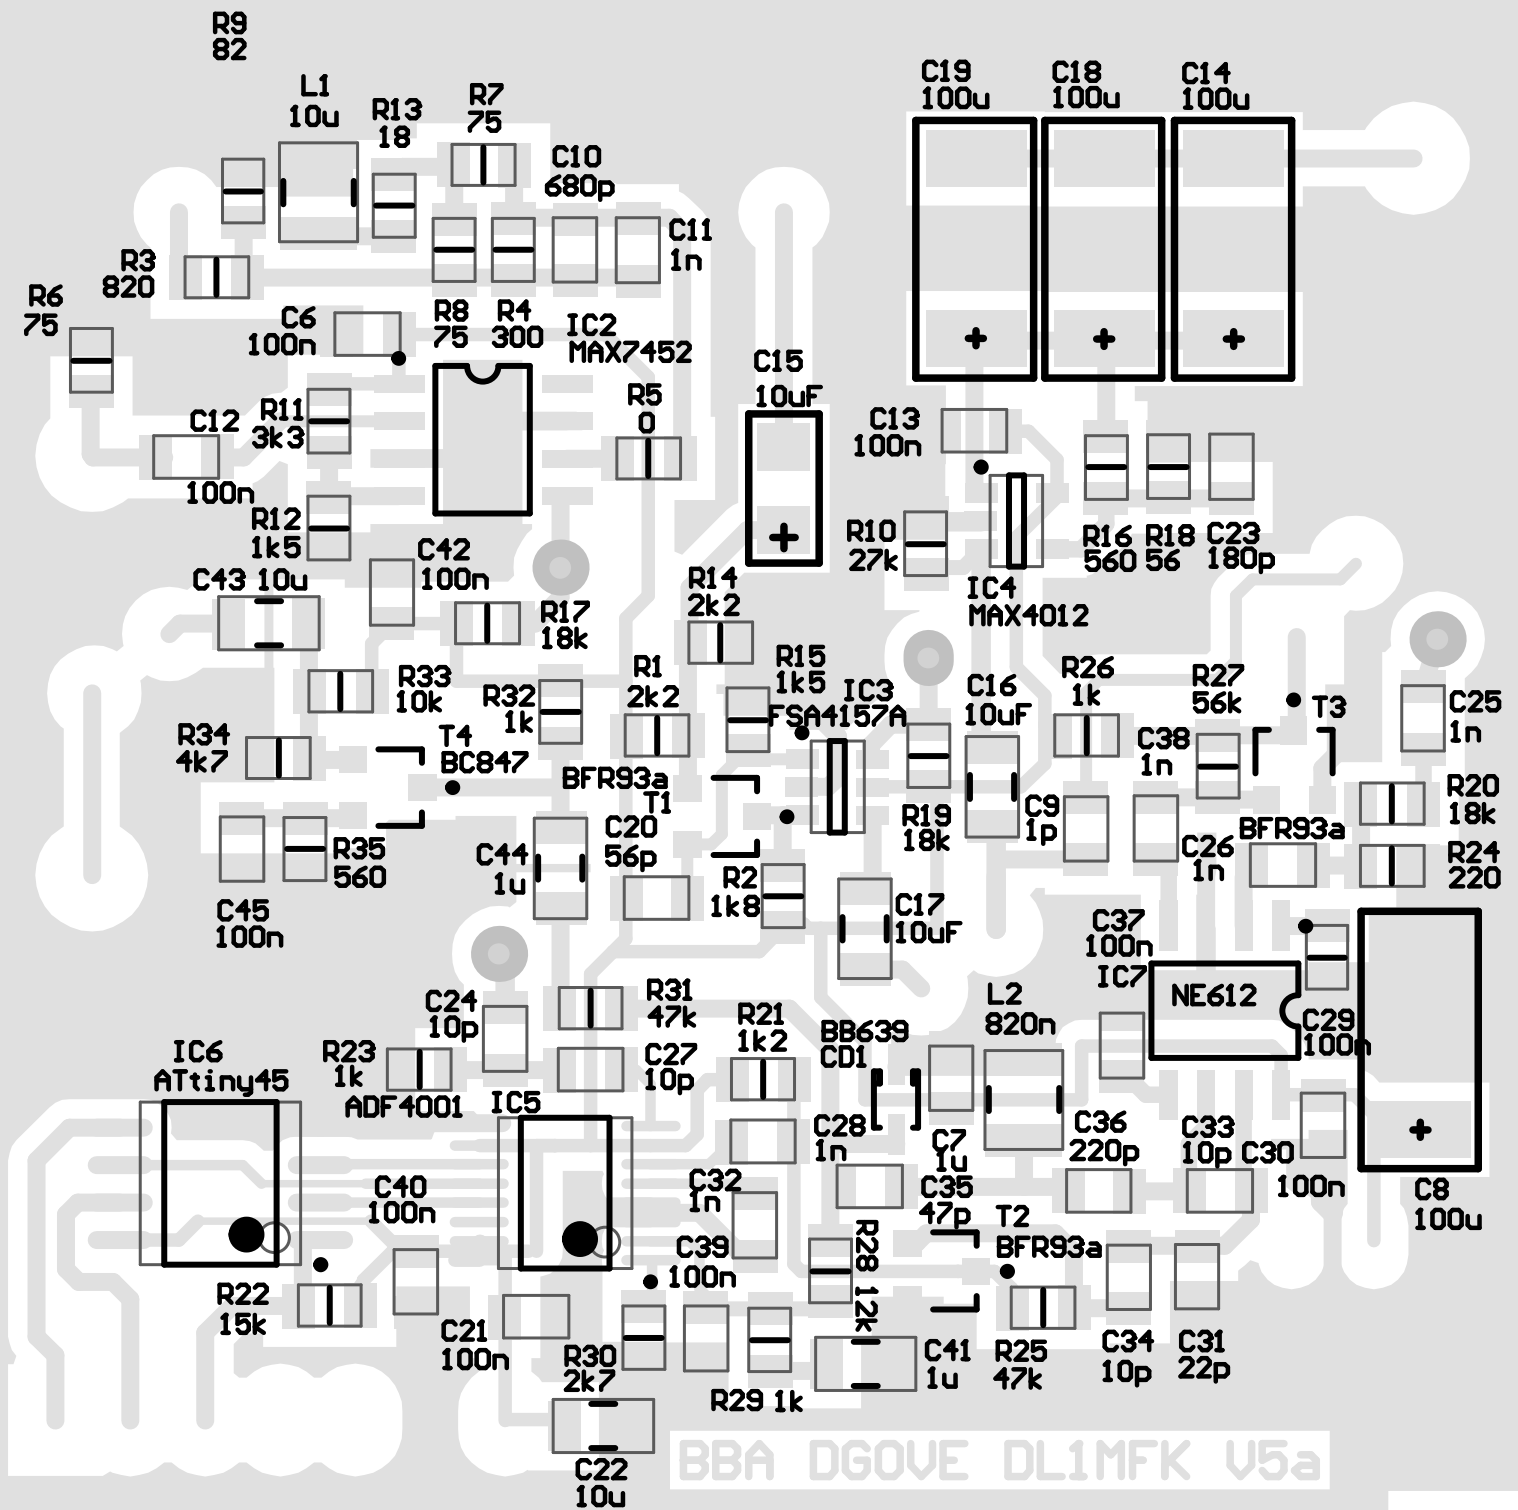 R9
82
L1
10u
R13
18
R7
75
C10
680p
C19
100u
C18
100u
C14
100u
C11
1n
R3
820
R6
75
C6
100n
R8
75
R4
300
IC2
MAX7452
C15
10uF
R5
0
C12
100n
R11
3k3
C13
100n
R12
1k5
C42
100n
R10
27k
R16
560
R18
56
C23
180p
C43 10u
R14
2k2
IC4
MAX4012
R17
18k
R33
10k
R32
1k
R1
2k2
R15
1k5
IC3
FSA4157A
C16
10uF
R26
1k
R27
56k
T3
C25
1n
R34
4k7
T4
BC847
BFR93a
T1
C38
1n
C20
56p
R19
18k
C9
1p
BFR93a
R20
18k
R35
560
C44
1u
R2
1k8
C26
1n
R24
220
C45
100n
C17
10uF
C37
100n
IC7
NE612
C24
10p
R31
47k
R21
1k2
BB639
CD1
L2
820n
C29
100n
IC6
ATtiny45
R23
1k
ADF4001
IC5
C27
10p
C28
1n
C7
1u
C36
220p
C33
10p
C30
100n
C40
100n
C32
1n
C35
47p
C8
100u
C39
100n
R28 12k
T2
BFR93a
R22
15k
C21
100n
R30
2k7
R29 1k
C41
1u
R25
47k
C34
10p
C31
22p
C22
10u
BBA DG0VE DL1MFK V5a